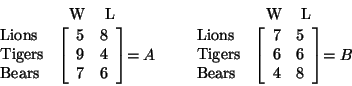 W L W L
Lions 5 8 Lions 7 5
Tigers 9 4 = A Tigers 6 6 = B
Bears 7 6 Bears 4 8